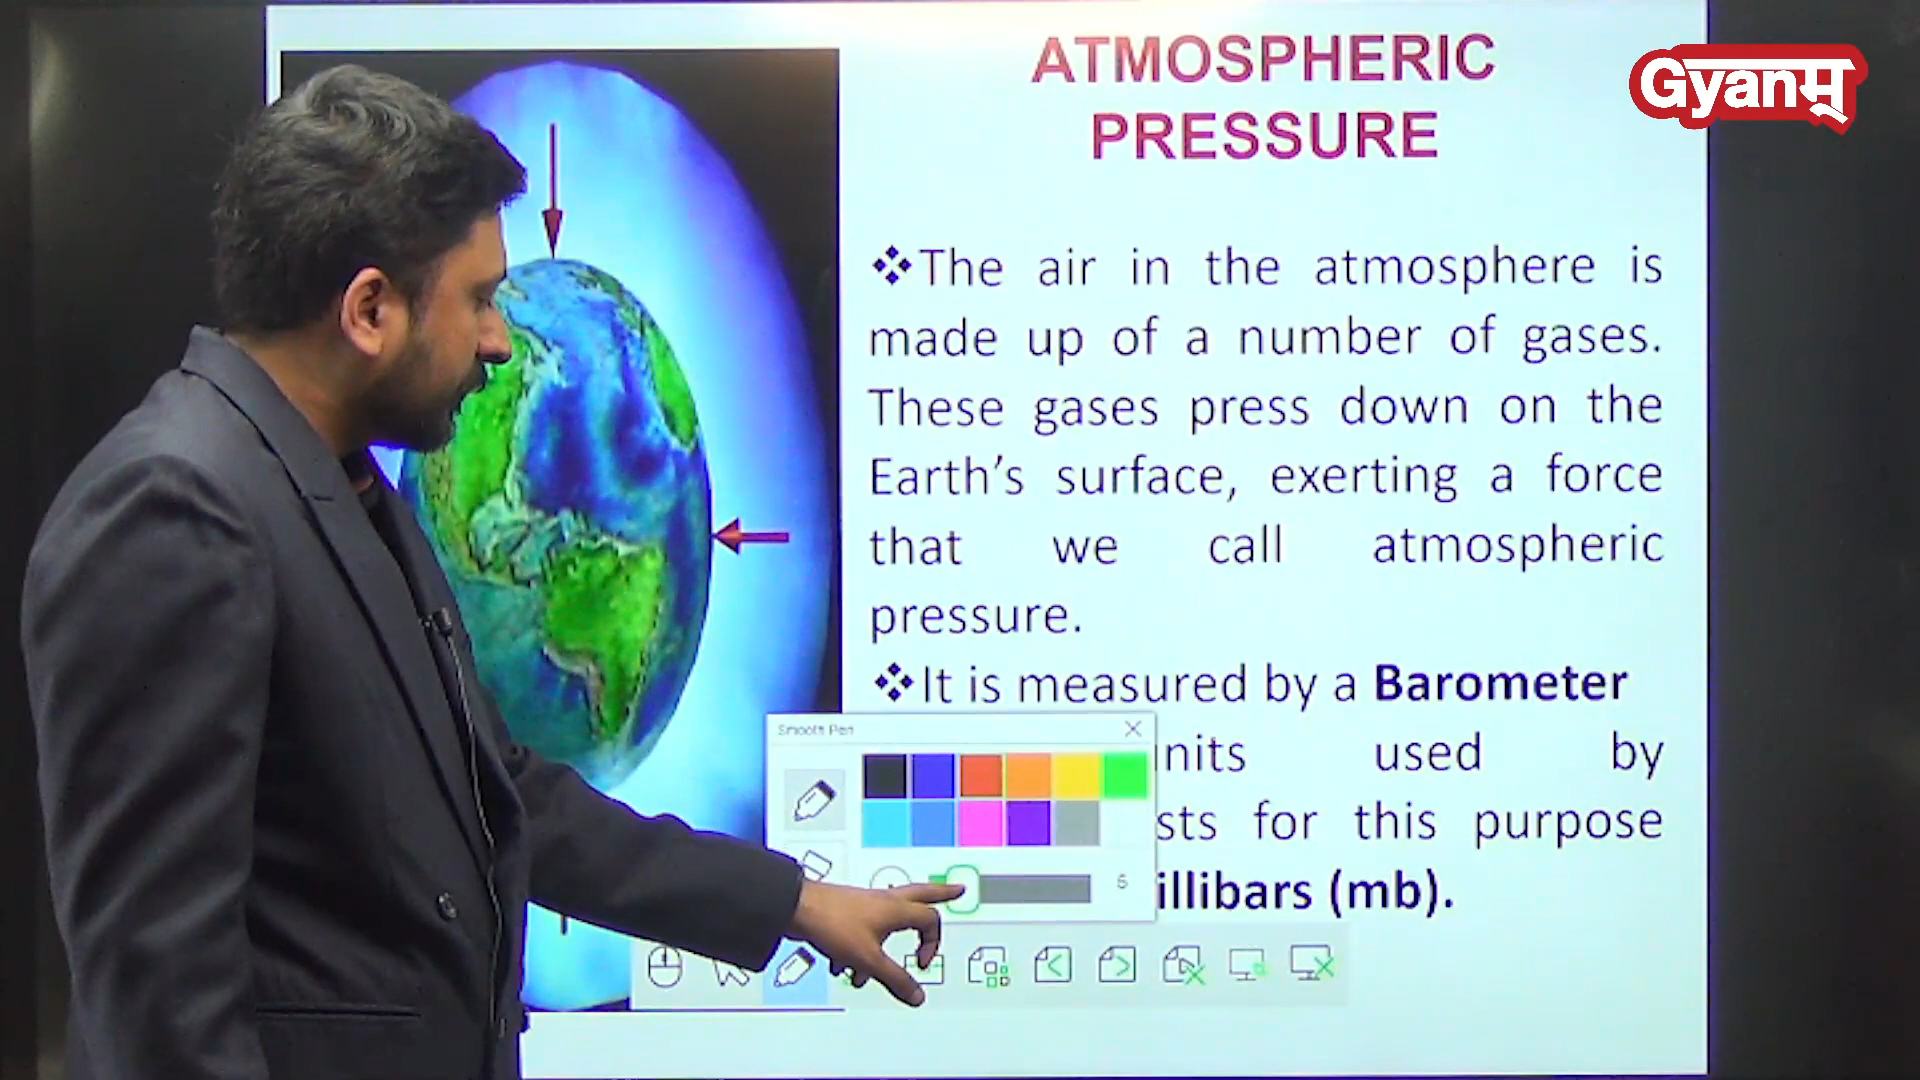 ATMOSPHERIC
PRESSURE
Gyanम्
❖The air in the atmosphere is
made up of a number of gases.
These gases press down on the
Earth’s surface, exerting a force
that we call atmospheric
pressure.
❖It is measured by a Barometer
Smooth Pen
nits used by
sts for this purpose
5
illibars (mb).